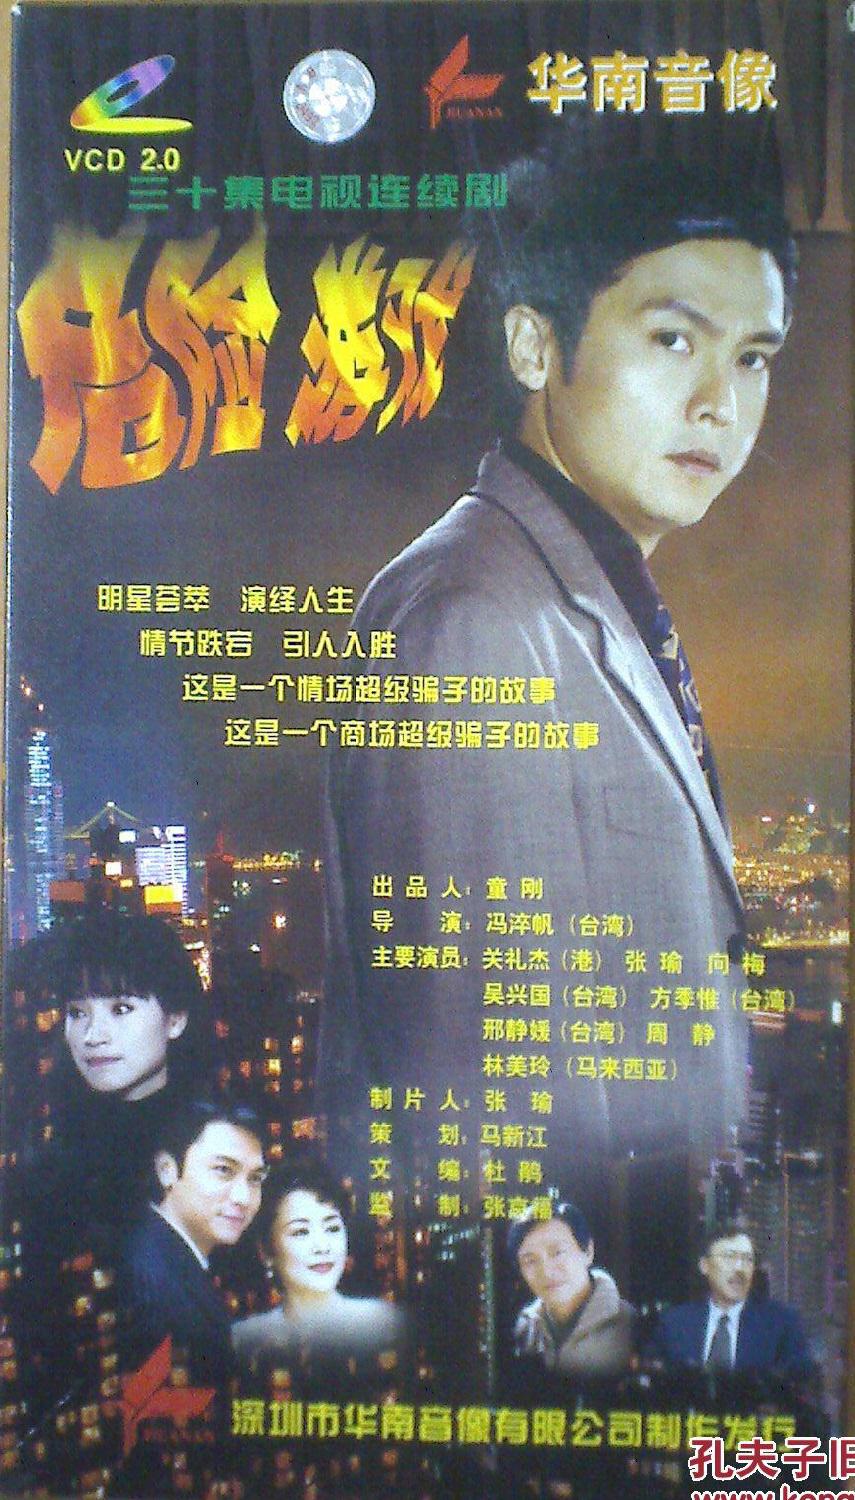 华南音像
HUANAN
VCD 2.0
三十集电视连续剧
危险游戏
明星荟萃 演绎人生
情节跌宕 引人入胜
这是一个情场超级骗子的故事
这是一个商场超级骗子的故事
出品人：童刚
导 演：冯淬帆（台湾）
主要演员：关礼杰（港） 张瑜 向梅
吴兴国（台湾） 方季惟（台湾）
邢静媛（台湾） 周静
林美玲（马来西亚）
制片人：张瑜
策 划：马新江
文 编：杜鹃
监 制：张京福
HUANAN
深圳市华南音像有限公司制作发行
孔夫子旧